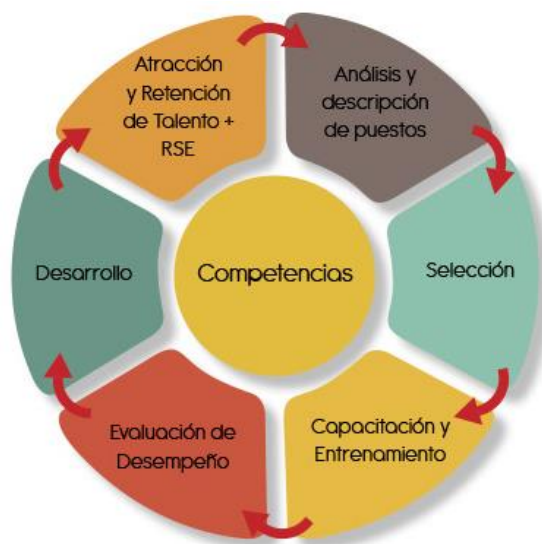 Atracción
y Retención
de Talento +
RSE
Análisis y
descripción
de puestos
Selección
Capacitación y
Entrenamiento
Evaluación de
Desempeño
Desarrollo
Competencias